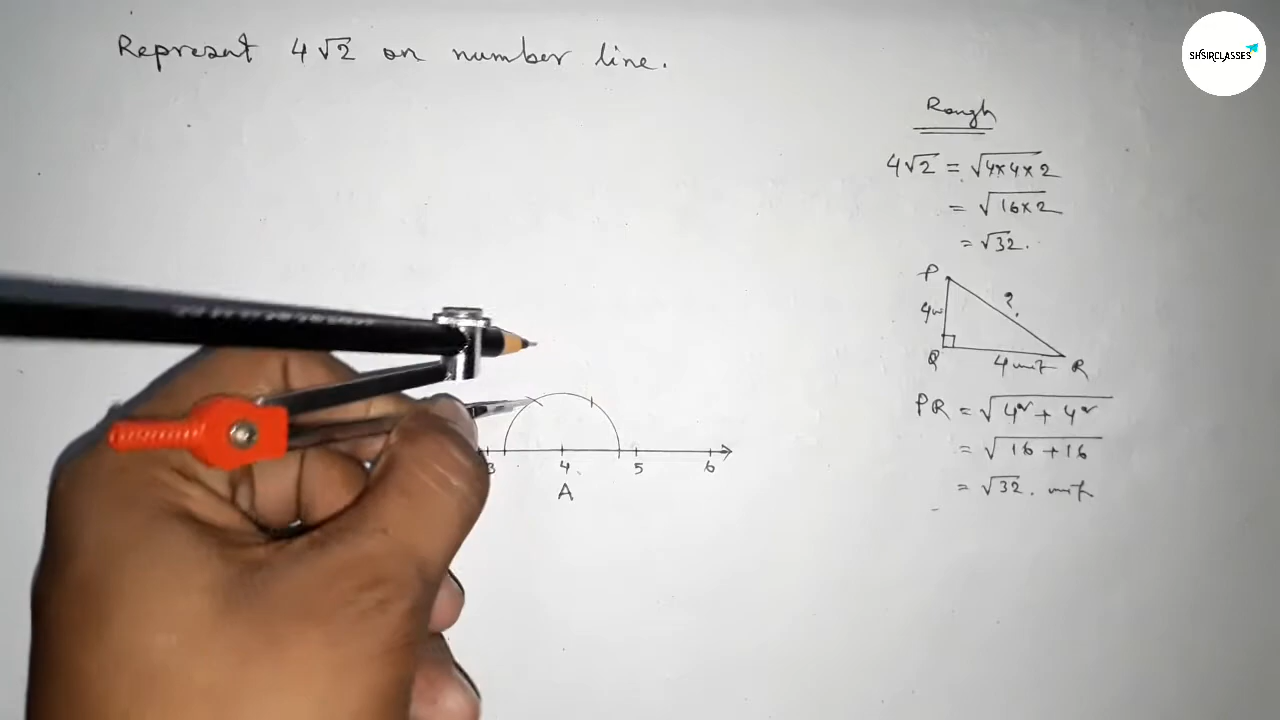 Represent 4√2 on number line.
SHSIRCLASSES
Rough
4√2 = √4×4×2
= √16×2
= √32.
P
4u
?
Q
4 unit
R
PR = √4² + 4²
= √16 + 16
= √32. unit
3 4 5 6
A